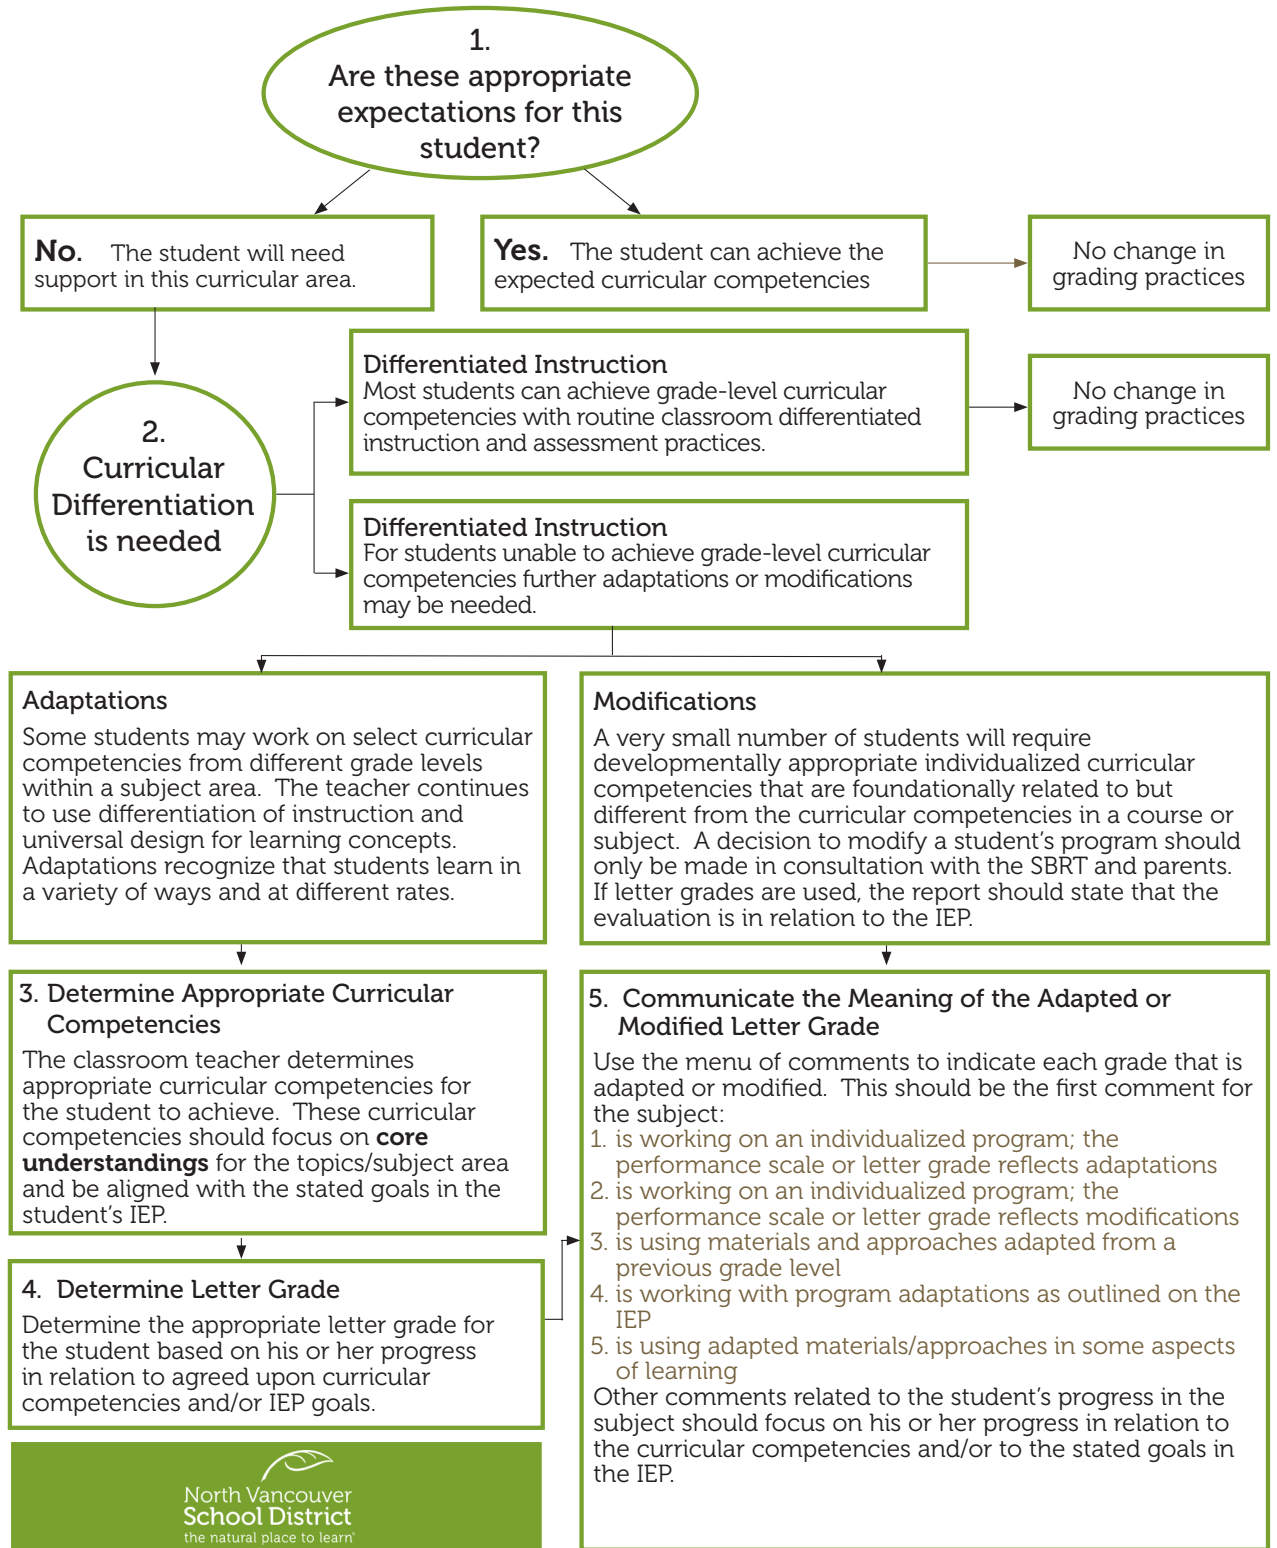 1.
Are these appropriate
expectations for this
student?
No. The student will need
support in this curricular area.
Yes. The student can achieve the
expected curricular competencies
No change in
grading practices
2.
Curricular
Differentiation
is needed
Differentiated Instruction
Most students can achieve grade-level curricular
competencies with routine classroom differentiated
instruction and assessment practices.
No change in
grading practices
Differentiated Instruction
For students unable to achieve grade-level curricular
competencies further adaptations or modifications
may be needed.
Adaptations
Some students may work on select curricular
competencies from different grade levels
within a subject area. The teacher continues
to use differentiation of instruction and
universal design for learning concepts.
Adaptations recognize that students learn in
a variety of ways and at different rates.
Modifications
A very small number of students will require
developmentally appropriate individualized curricular
competencies that are foundationally related to but
different from the curricular competencies in a course or
subject. A decision to modify a student's program should
only be made in consultation with the SBRT and parents.
If letter grades are used, the report should state that the
evaluation is in relation to the IEP.
3. Determine Appropriate Curricular
Competencies
The classroom teacher determines
appropriate curricular competencies for
the student to achieve. These curricular
competencies should focus on core
understandings for the topics/subject area
and be aligned with the stated goals in the
student's IEP.
4. Determine Letter Grade
Determine the appropriate letter grade for
the student based on his or her progress
in relation to agreed upon curricular
competencies and/or IEP goals.
5. Communicate the Meaning of the Adapted or
Modified Letter Grade
Use the menu of comments to indicate each grade that is
adapted or modified. This should be the first comment for
the subject:
1. is working on an individualized program; the
performance scale or letter grade reflects adaptations
2. is working on an individualized program; the
performance scale or letter grade reflects modifications
3. is using materials and approaches adapted from a
previous grade level
4. is working with program adaptations as outlined on the
IEP
5. is using adapted materials/approaches in some aspects
of learning
Other comments related to the student's progress in the
subject should focus on his or her progress in relation to
the curricular competencies and/or to the stated goals in
the IEP.
North Vancouver
School District
the natural place to learn®